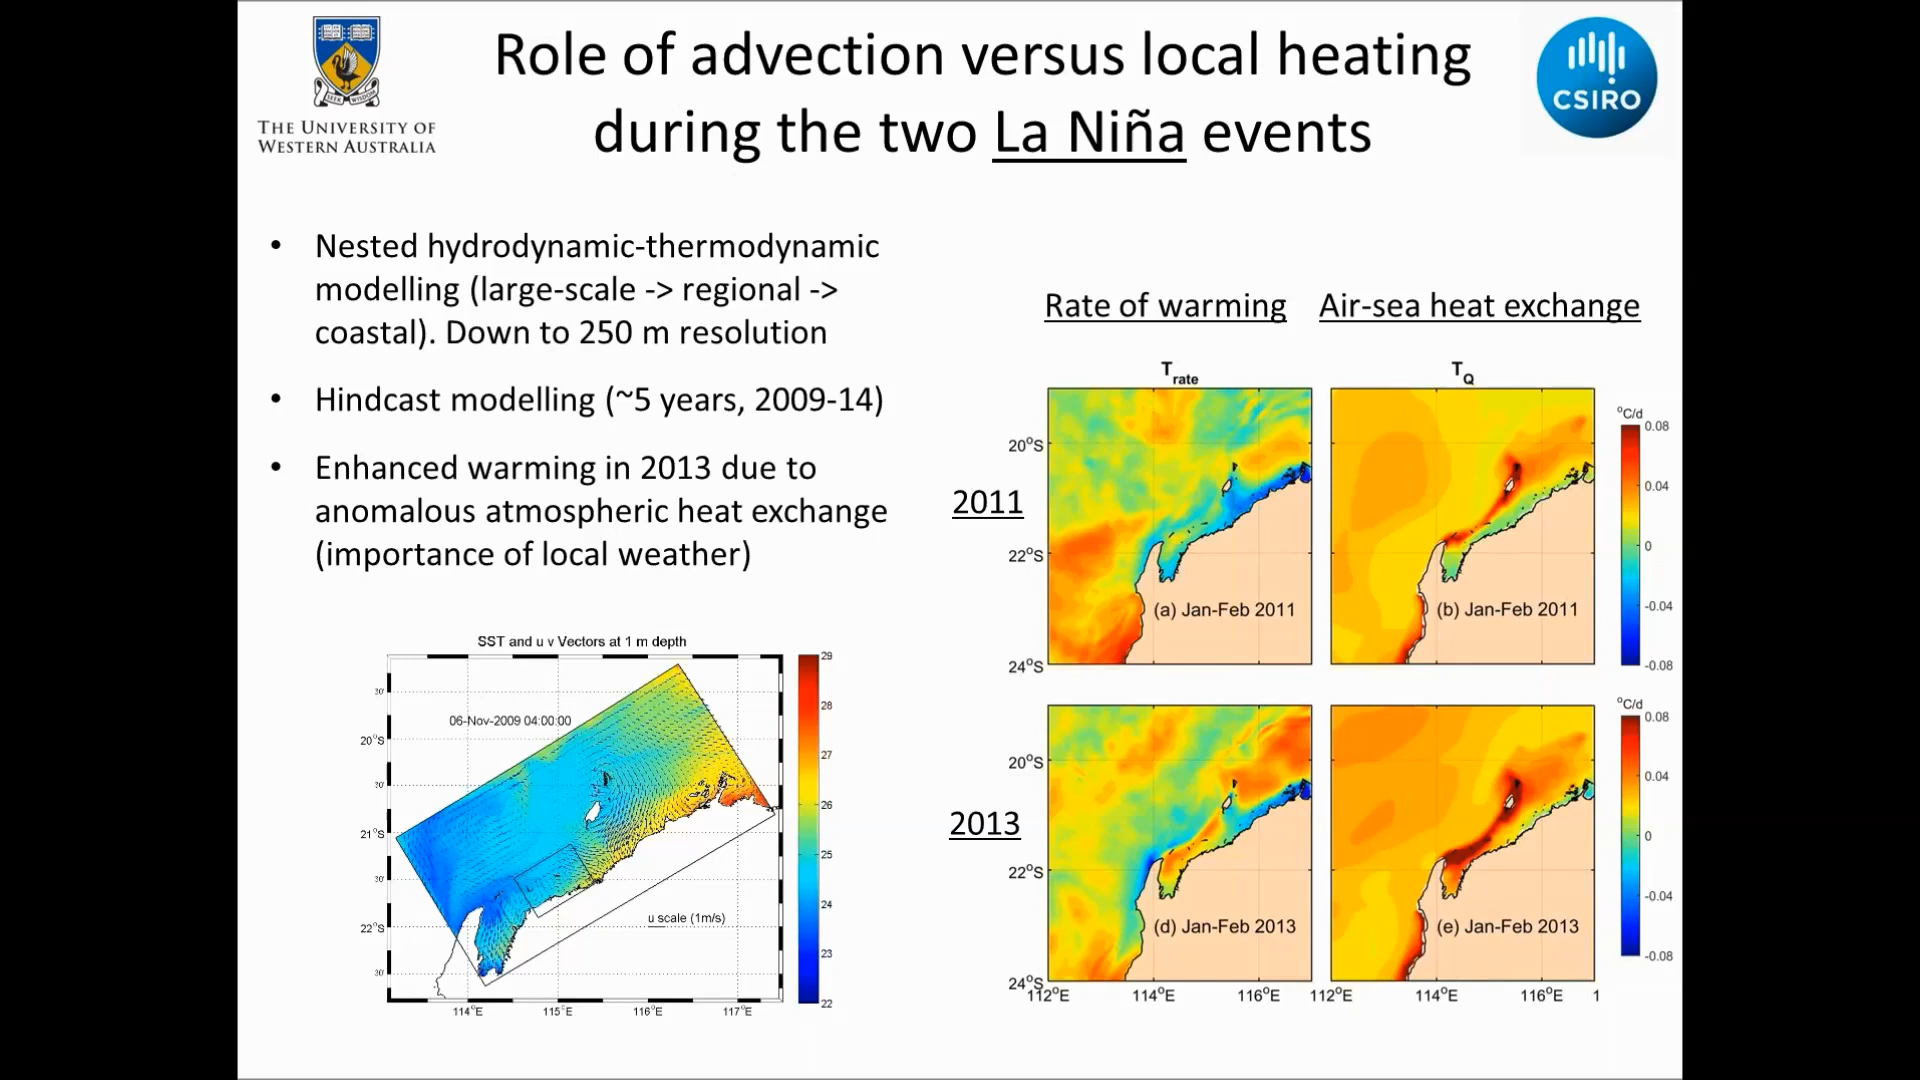 THE UNIVERSITY OF
WESTERN AUSTRALIA
Role of advection versus local heating
during the two La Niña events
CSIRO
• Nested hydrodynamic-thermodynamic
modelling (large-scale -> regional ->
coastal). Down to 250 m resolution
• Hindcast modelling (~5 years, 2009-14)
• Enhanced warming in 2013 due to
anomalous atmospheric heat exchange
(importance of local weather)
SST and u v Vectors at 1 m depth
06-Nov-2009 04:00:00
30'
20°S
30'
21°S
30'
22°S
30'
u scale (1m/s)
114°E 115°E 116°E 117°E
29
28
27
26
25
24
23
22
Rate of warming Air-sea heat exchange
T rate T Q
2011
20°S
22°S
24°S
(a) Jan-Feb 2011 (b) Jan-Feb 2011
°C/d
0.08
0.04
0
-0.04
-0.08
2013
20°S
22°S
24°S
(d) Jan-Feb 2013 (e) Jan-Feb 2013
°C/d
0.08
0.04
0
-0.04
-0.08
112°E 114°E 116°E 112°E 114°E 116°E 1